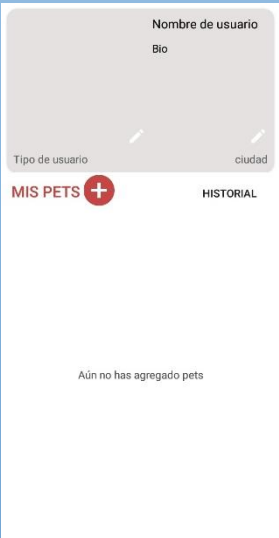 Nombre de usuario
Bio
Tipo de usuario
ciudad
MIS PETS
HISTORIAL
Aún no has agregado pets